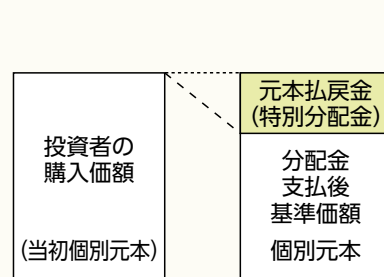 投資者の
購入価額
(当初個別元本)
元本払戻金
(特別分配金)
分配金
支払後
基準価額
個別元本